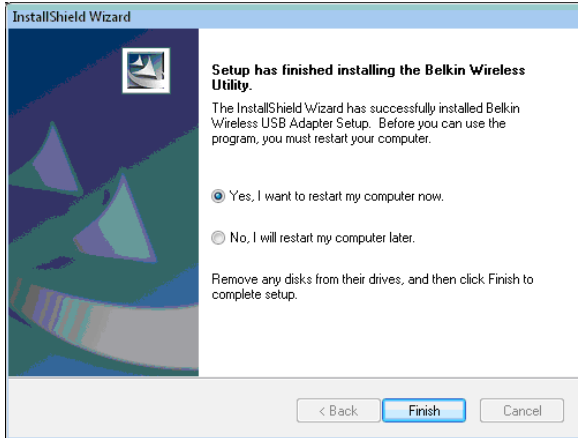 InstallShield Wizard
Setup has finished installing the Belkin Wireless
Utility.
The InstallShield Wizard has successfully installed Belkin
Wireless USB Adapter Setup. Before you can use the
program, you must restart your computer.
Yes, I want to restart my computer now.
No, I will restart my computer later.
Remove any disks from their drives, and then click Finish to
complete setup.
< Back Finish Cancel